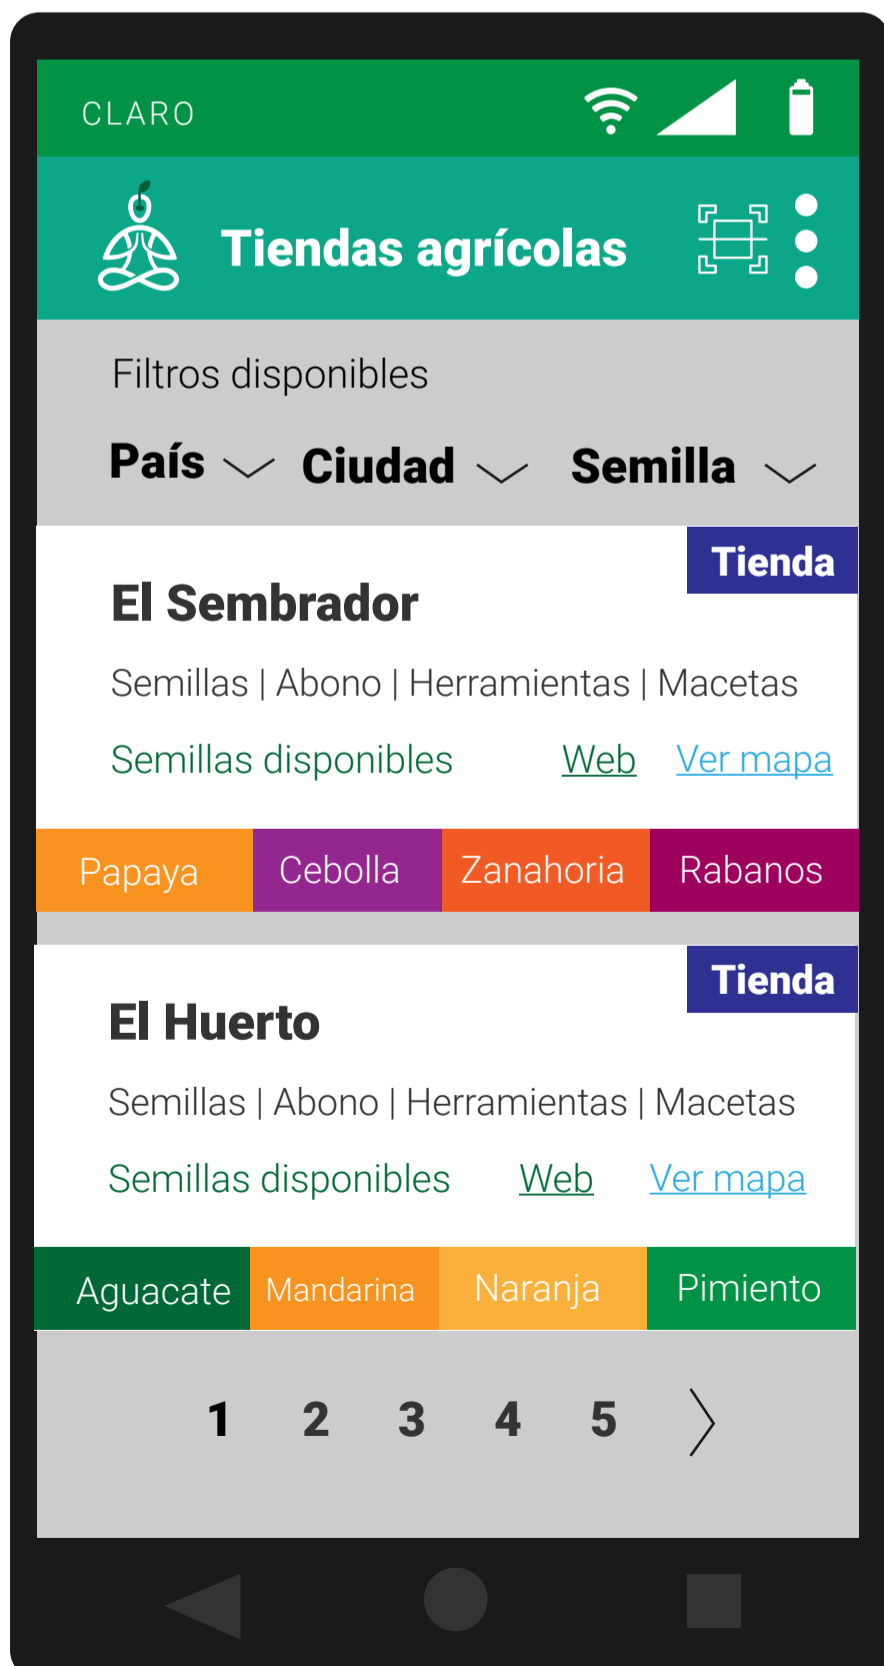 CLARO
Tiendas agrícolas
Filtros disponibles
País Ciudad Semilla
Tienda
El Sembrador
Semillas | Abono | Herramientas | Macetas
Semillas disponibles Web Ver mapa
Papaya Cebolla Zanahoria Rabanos
Tienda
El Huerto
Semillas | Abono | Herramientas | Macetas
Semillas disponibles Web Ver mapa
Aguacate Mandarina Naranja Pimiento
1 2 3 4 5